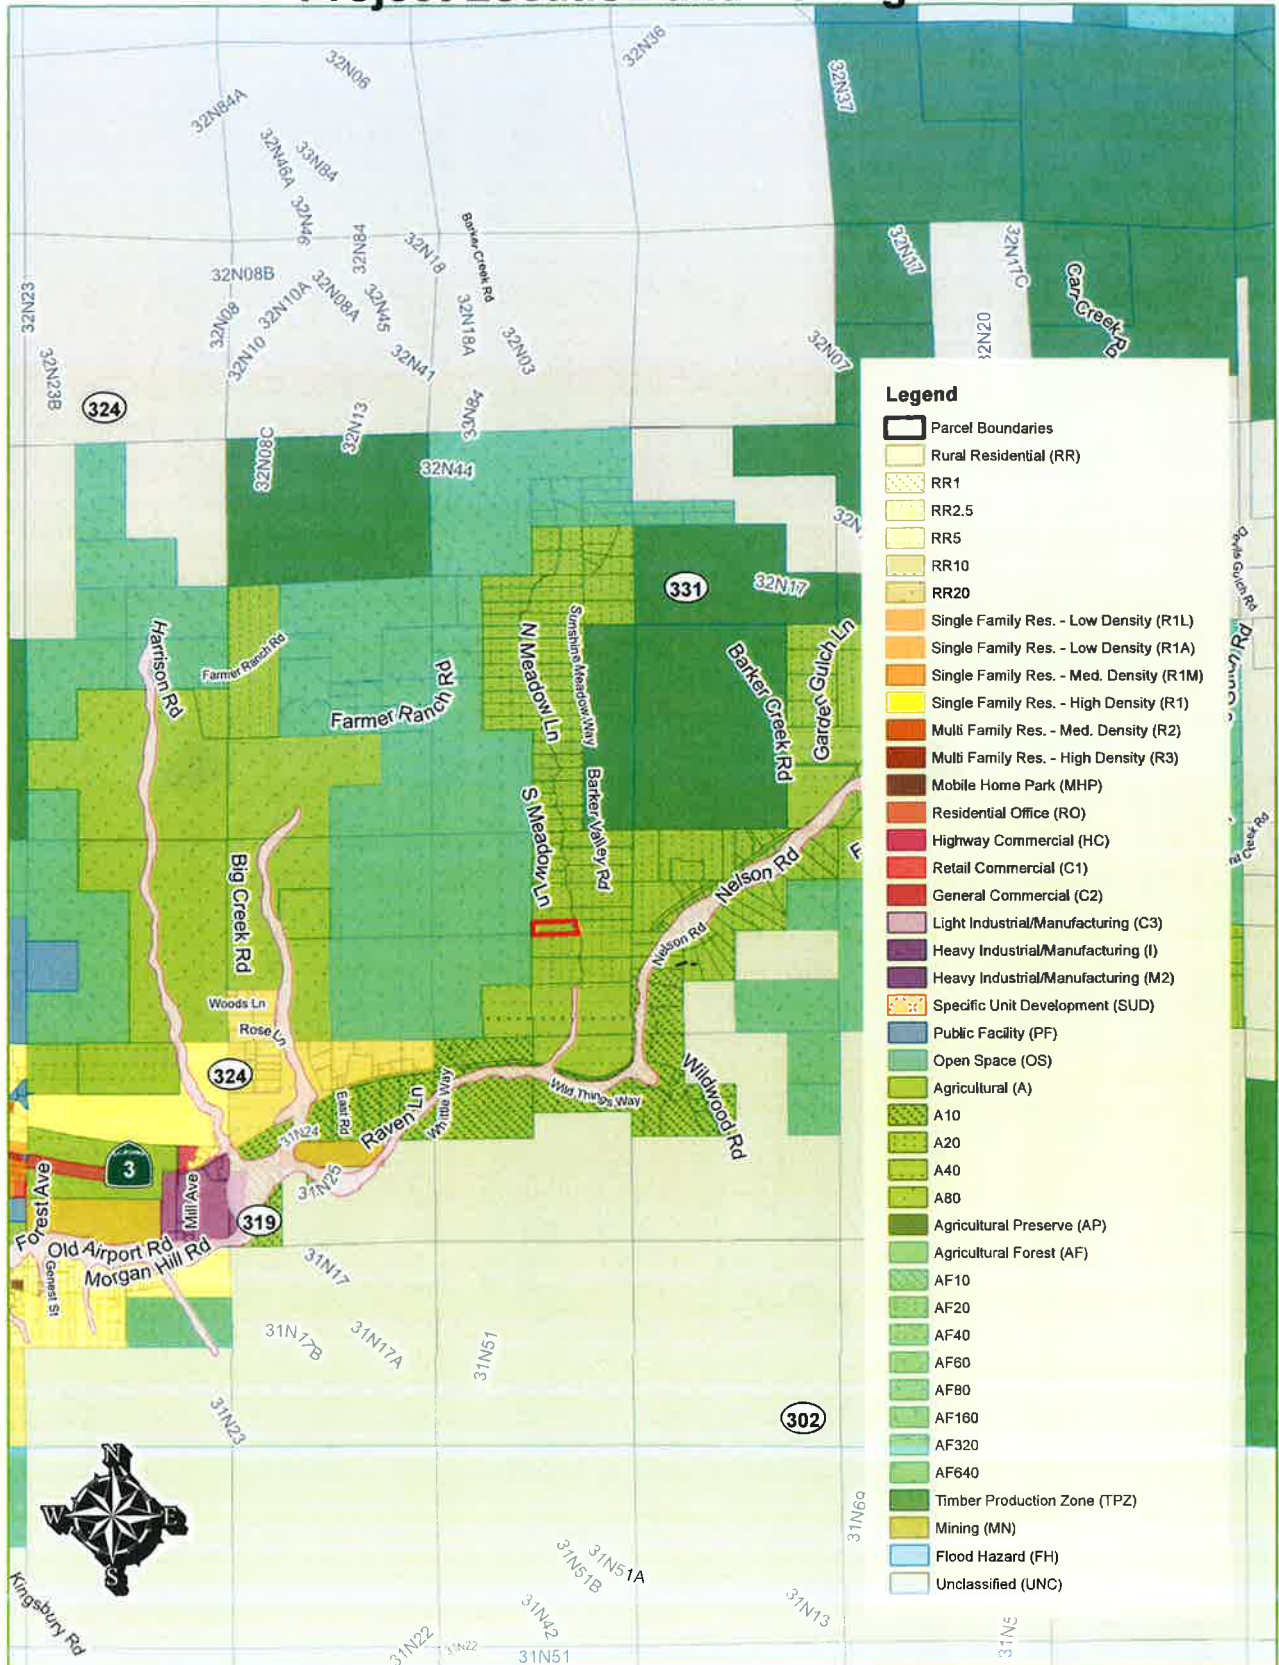 32N06
32N36
32N37
32N84A
32N46A
33N84
32N46
32N84
32N18
Barker Creek Rd
32N17
32N17C
32N08B
32N23
32N10A
32N08A
32N45
32N18A
Carr Creek Rd
32N08
32N10
32N41
32N03
32N07
32N20
32N23B
324
32N13
33N84
32N08C
32N44
331
32N17
Harrison Rd
Farmer Ranch Rd
Farmer Ranch Rd
N Meadow Ln
Sunshine Meadow Way
Barker Creek Rd
Garden Gulch Ln
S Meadow Ln
Barker Valley Rd
Nelson Rd
Big Creek Rd
Nelson Rd
Woods Ln
Rose Ln
324
East Rd
Raven Ln
Whittle Way
Wild Things Way
Wildwood Rd
31N24
3
31N25
Forest Ave
Mill Ave
319
Old Airport Rd
Morgan Hill Rd
Genest St
31N17
31N17B
31N17A
31N51
31N23
302
N
W
E
S
Kingsbury Rd
31N69
31N51B
31N51A
31N42
31N13
31N22
31N22
31N51
Devils Gulch Rd
Legend
Parcel Boundaries
Rural Residential (RR)
RR1
RR2.5
RR5
RR10
RR20
Single Family Res. - Low Density (R1L)
Single Family Res. - Low Density (R1A)
Single Family Res. - Med. Density (R1M)
Single Family Res. - High Density (R1)
Multi Family Res. - Med. Density (R2)
Multi Family Res. - High Density (R3)
Mobile Home Park (MHP)
Residential Office (RO)
Highway Commercial (HC)
Retail Commercial (C1)
General Commercial (C2)
Light Industrial/Manufacturing (C3)
Heavy Industrial/Manufacturing (I)
Heavy Industrial/Manufacturing (M2)
Specific Unit Development (SUD)
Public Facility (PF)
Open Space (OS)
Agricultural (A)
A10
A20
A40
A80
Agricultural Preserve (AP)
Agricultural Forest (AF)
AF10
AF20
AF40
AF60
AF80
AF160
AF320
AF640
Timber Production Zone (TPZ)
Mining (MN)
Flood Hazard (FH)
Unclassified (UNC)